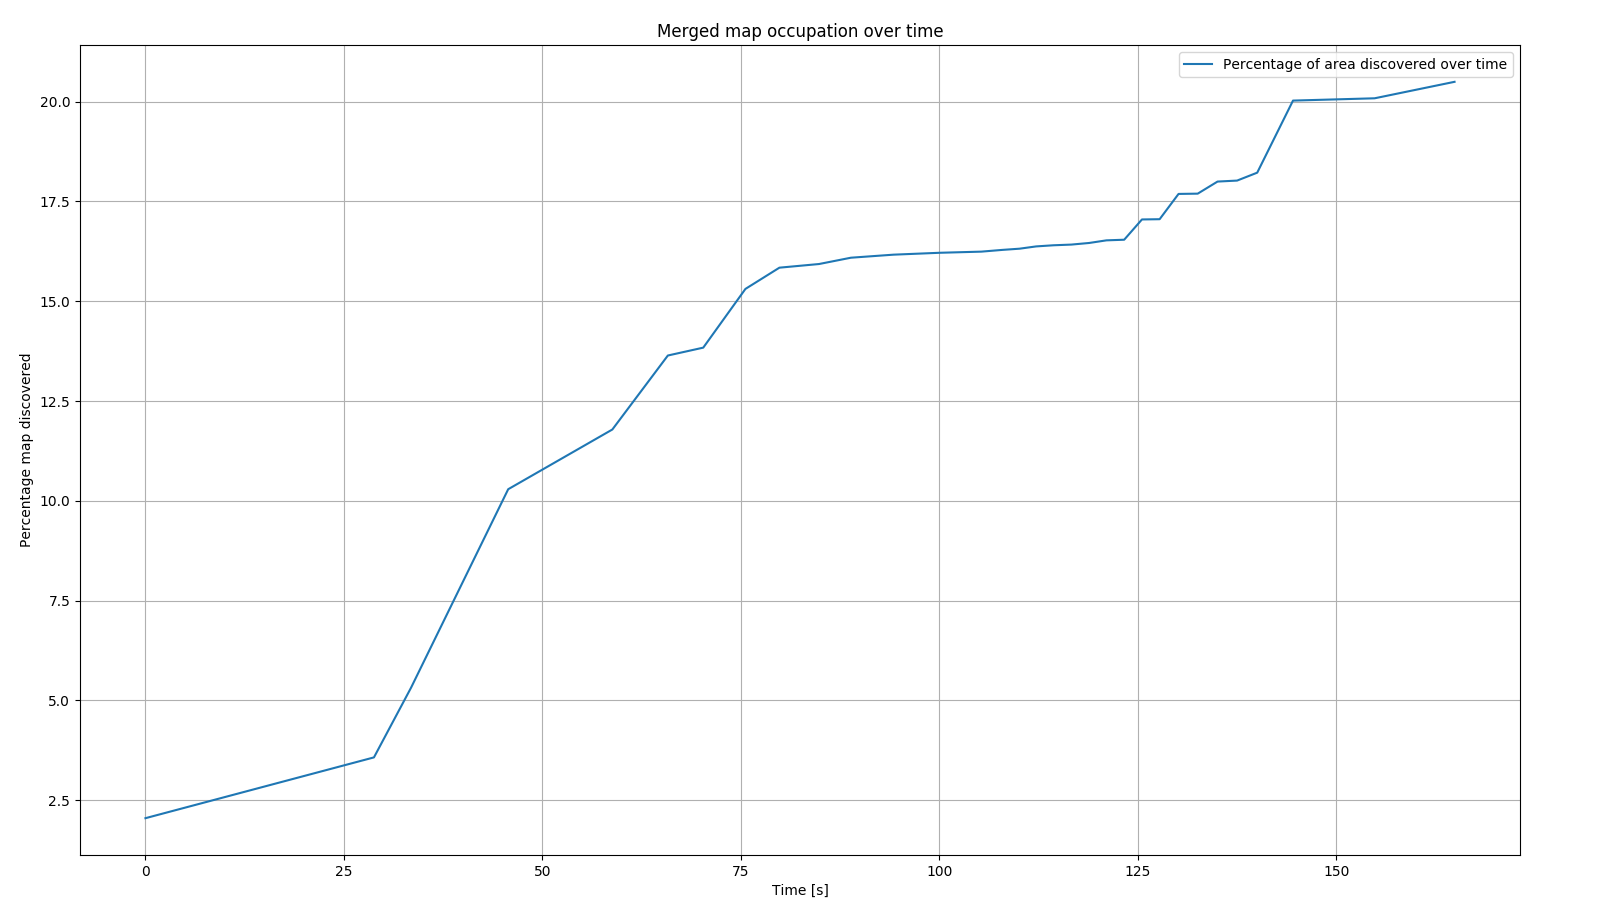 Merged map occupation over time
Percentage of area discovered over time
Percentage map discovered
20.0
17.5
15.0
12.5
10.0
7.5
5.0
2.5
0 25 50 75 100 125 150
Time [s]